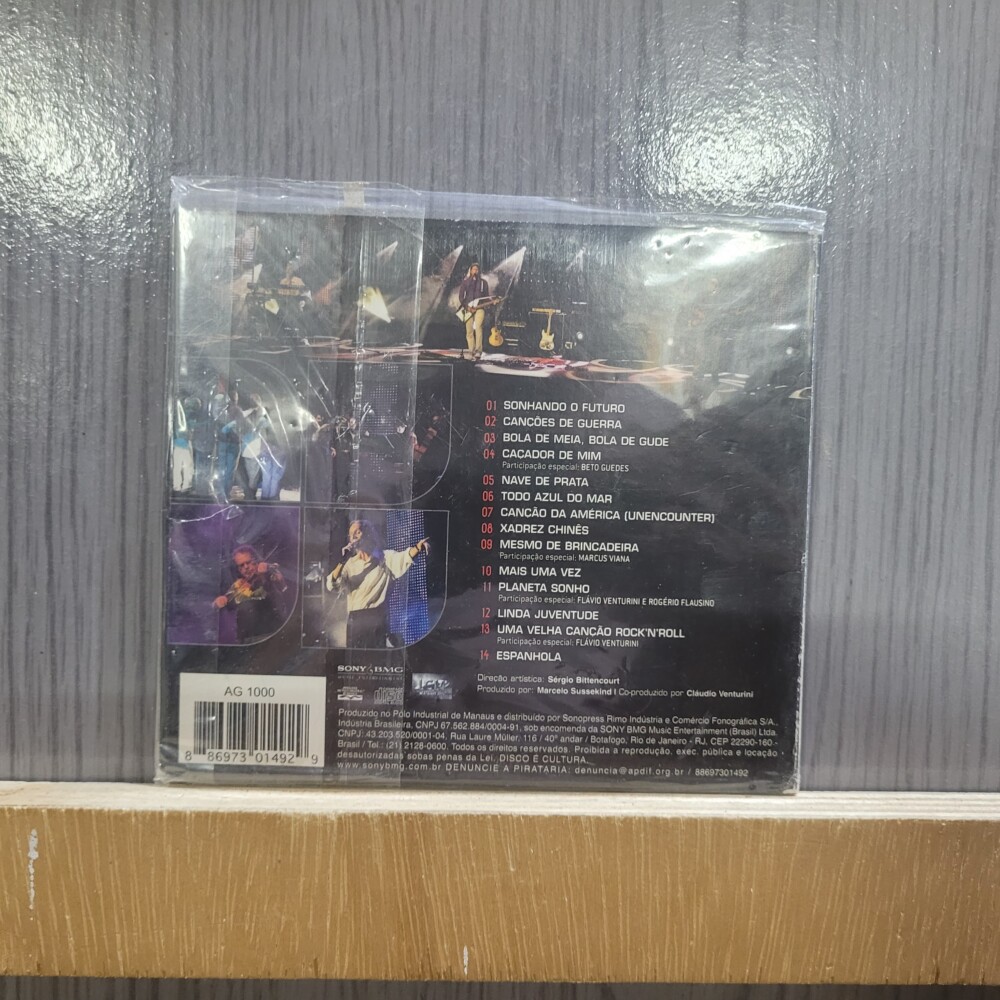 01 SONHANDO O FUTURO
02 CANÇÕES DE GUERRA
03 BOLA DE MEIA, BOLA DE GUDE
04 CAÇADOR DE MIM
Participação especial: BETO GUEDES
05 NAVE DE PRATA
06 TODO AZUL DO MAR
07 CANÇÃO DA AMÉRICA (UNENCOUNTER)
08 XADREZ CHINÊS
09 MESMO DE BRINCADEIRA
Participação especial: MARCUS VIANA
10 MAIS UMA VEZ
11 PLANETA SONHO
Participação especial: FLÁVIO VENTURINI E ROGÉRIO FLAUSINO
12 LINDA JUVENTUDE
13 UMA VELHA CANÇÃO ROCK'N'ROLL
Participação especial: FLÁVIO VENTURINI
14 ESPANHOLA
Direção artística: Sérgio Bittencourt
Produzido por: Marcelo Sussekind | Co-produzido por Cláudio Venturini
SONY BMG
MUSIC ENTERTAINMENT
AG 1000
8 86973 01492 9
Produzido no Pólo Industrial de Manaus e distribuído por Sonopress Rimo Indústria e Comércio Fonográfica S/A.,
Indústria Brasileira, CNPJ 67.562.884/0004-91, sob encomenda da SONY BMG Music Entertainment (Brasil) Ltda.
CNPJ: 43.203.520/0001-04, Rua Laure Müller, 116 / 40º andar / Botafogo, Rio de Janeiro - RJ, CEP 22290-160 -
Brasil / Tel.: (21) 2128-0600. Todos os direitos reservados. Proibida a reprodução, exec. pública e locação
desautorizadas sobas penas da Lei. DISCO É CULTURA.
www.sonybmg.com.br DENUNCIE A PIRATARIA: denuncia@apdif.org.br / 88697301492